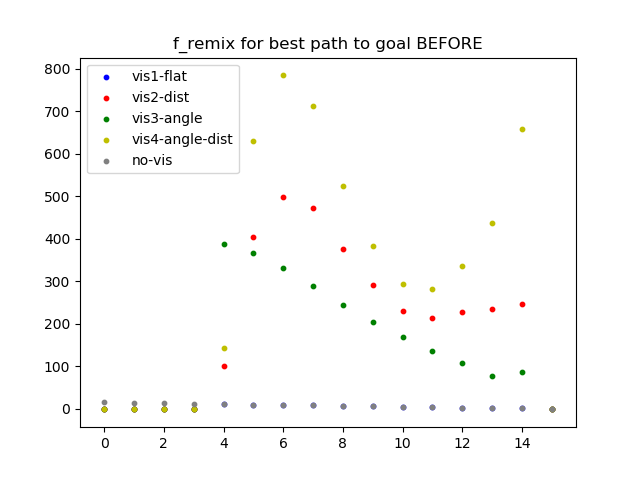 f_remix for best path to goal BEFORE
vis1-flat
vis2-dist
vis3-angle
vis4-angle-dist
no-vis
800
700
600
500
400
300
200
100
0
0 2 4 6 8 10 12 14